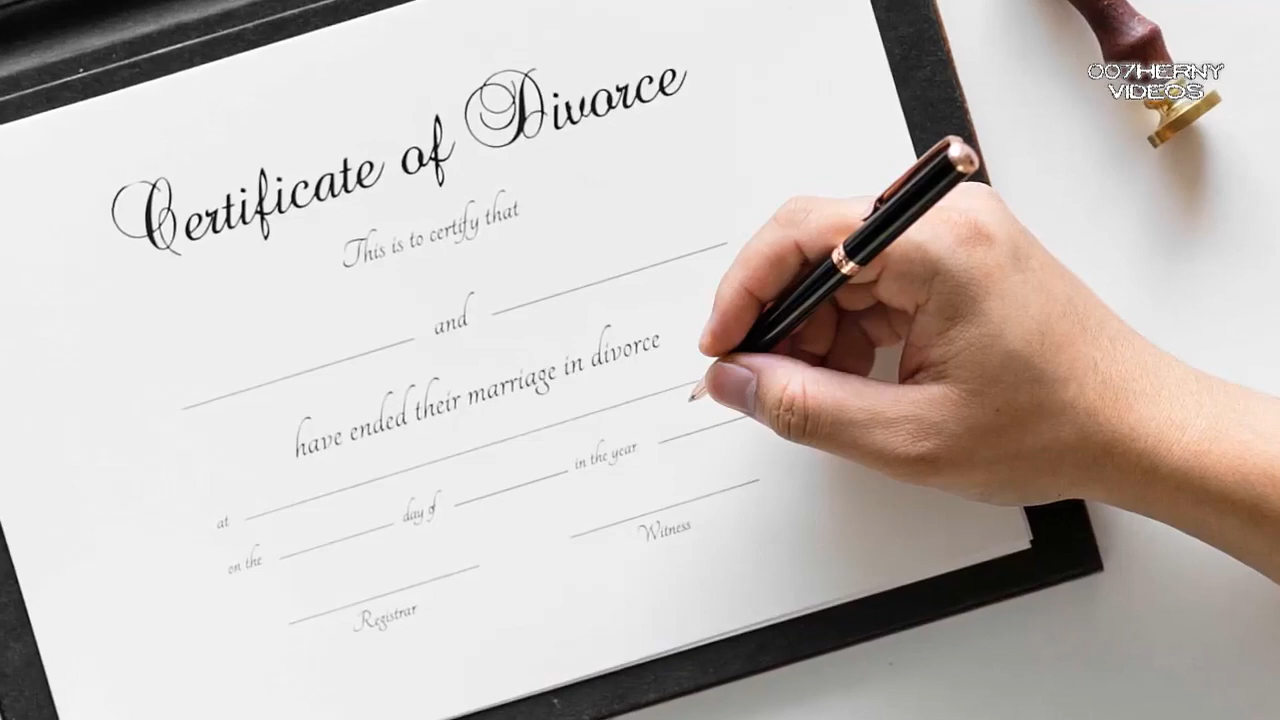 007HERNY
VIDEOS
Certificate of Divorce
This is to certify that
and
have ended their marriage in divorce
at
on the day of in the year
Registrar
Witness